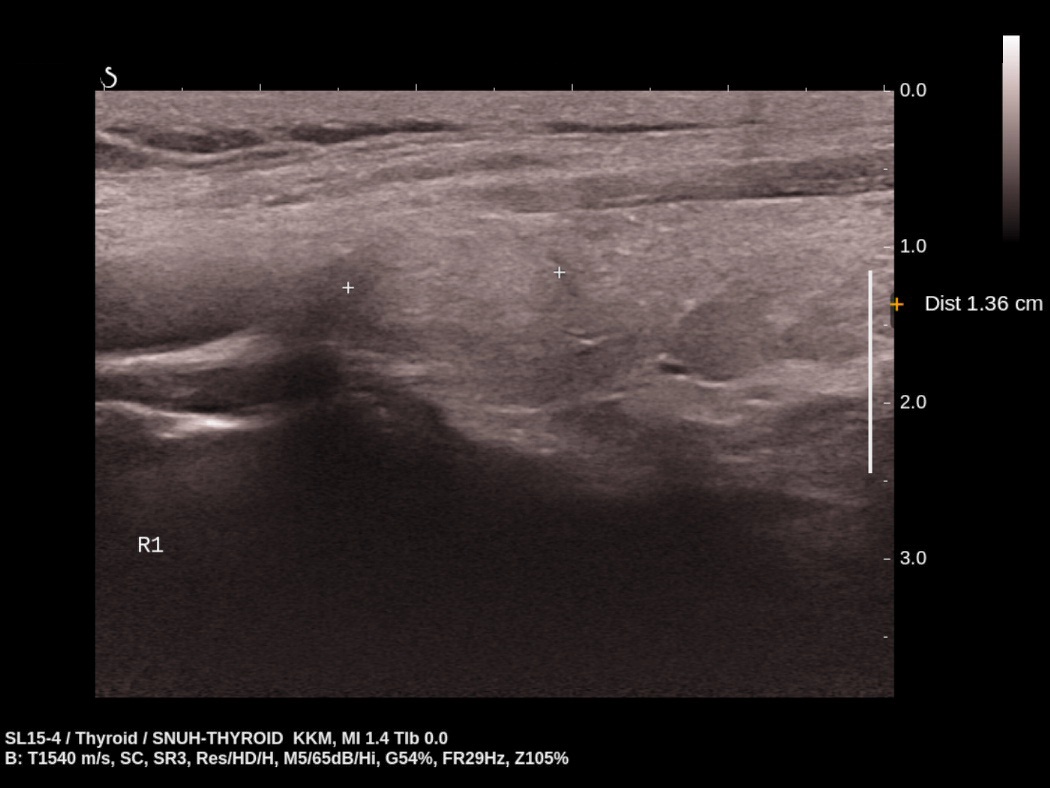 S
0.0
1.0
Dist 1.36 cm
2.0
R1
3.0
SL15-4 / Thyroid / SNUH-THYROID KKM, MI 1.4 TIb 0.0
B: T1540 m/s, SC, SR3, Res/HD/H, M5/65dB/Hi, G54%, FR29Hz, Z105%